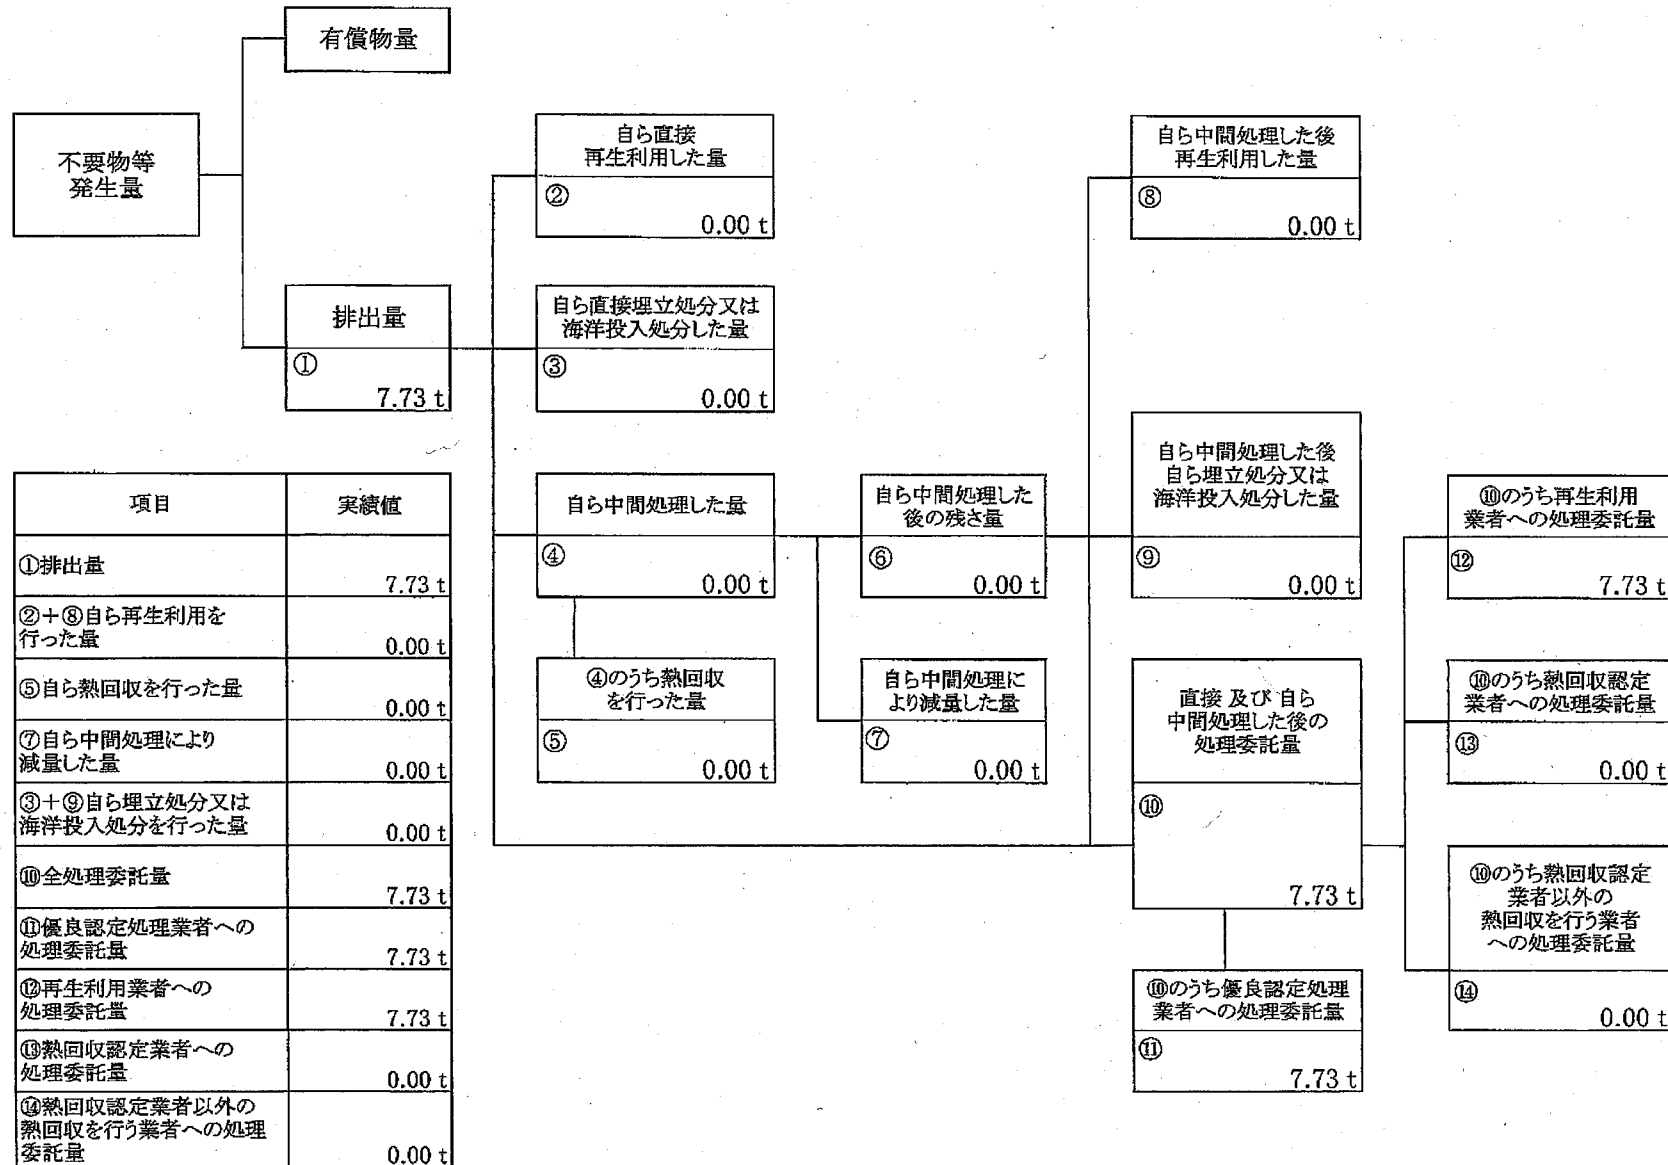 有償物量
不要物等
発生量
排出量
①
7.73 t
自ら直接
再生利用した量
②
0.00 t
自ら直接埋立処分又は
海洋投入処分した量
③
0.00 t
自ら中間処理した量
④
0.00 t
④のうち熱回収
を行った量
⑤
0.00 t
自ら中間処理した
後の残さ量
⑥
0.00 t
自ら中間処理に
より減量した量
⑦
0.00 t
自ら中間処理した後
再生利用した量
⑧
0.00 t
自ら中間処理した後
自ら埋立処分又は
海洋投入処分した量
⑨
0.00 t
直接 及び 自ら
中間処理した後の
処理委託量
⑩
7.73 t
⑩のうち優良認定処理
業者への処理委託量
⑪
7.73 t
⑩のうち再生利用
業者への処理委託量
⑫
7.73 t
⑩のうち熱回収認定
業者への処理委託量
⑬
0.00 t
⑩のうち熱回収認定
業者以外の
熱回収を行う業者
への処理委託量
⑭
0.00 t
項目 実績値
①排出量
7.73 t
②+⑧自ら再生利用を
行った量
0.00 t
⑤自ら熱回収を行った量
0.00 t
⑦自ら中間処理により
減量した量
0.00 t
③+⑨自ら埋立処分又は
海洋投入処分を行った量
0.00 t
⑩全処理委託量
7.73 t
⑪優良認定処理業者への
処理委託量
7.73 t
⑫再生利用業者への
処理委託量
7.73 t
⑬熱回収認定業者への
処理委託量
0.00 t
⑭熱回収認定業者以外の
熱回収を行う業者への処理
委託量
0.00 t